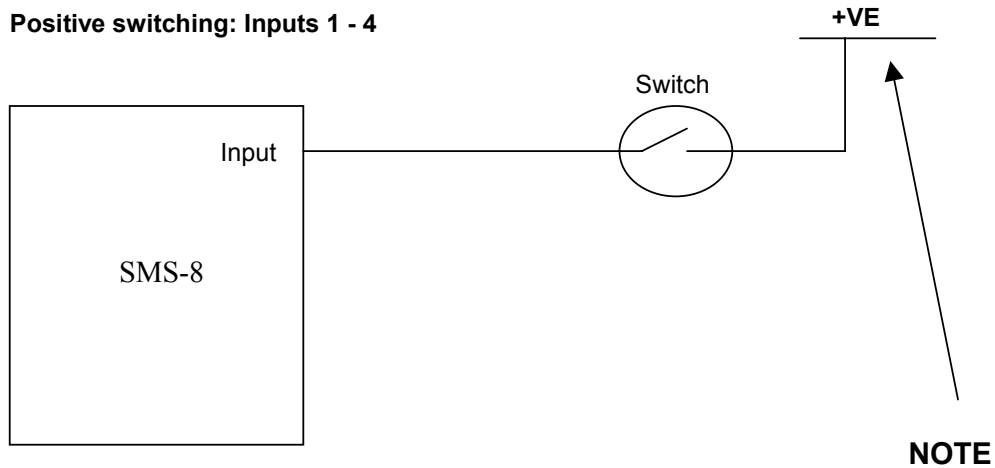 Positive switching: Inputs 1 - 4
+VE
Switch
Input
SMS-8
NOTE